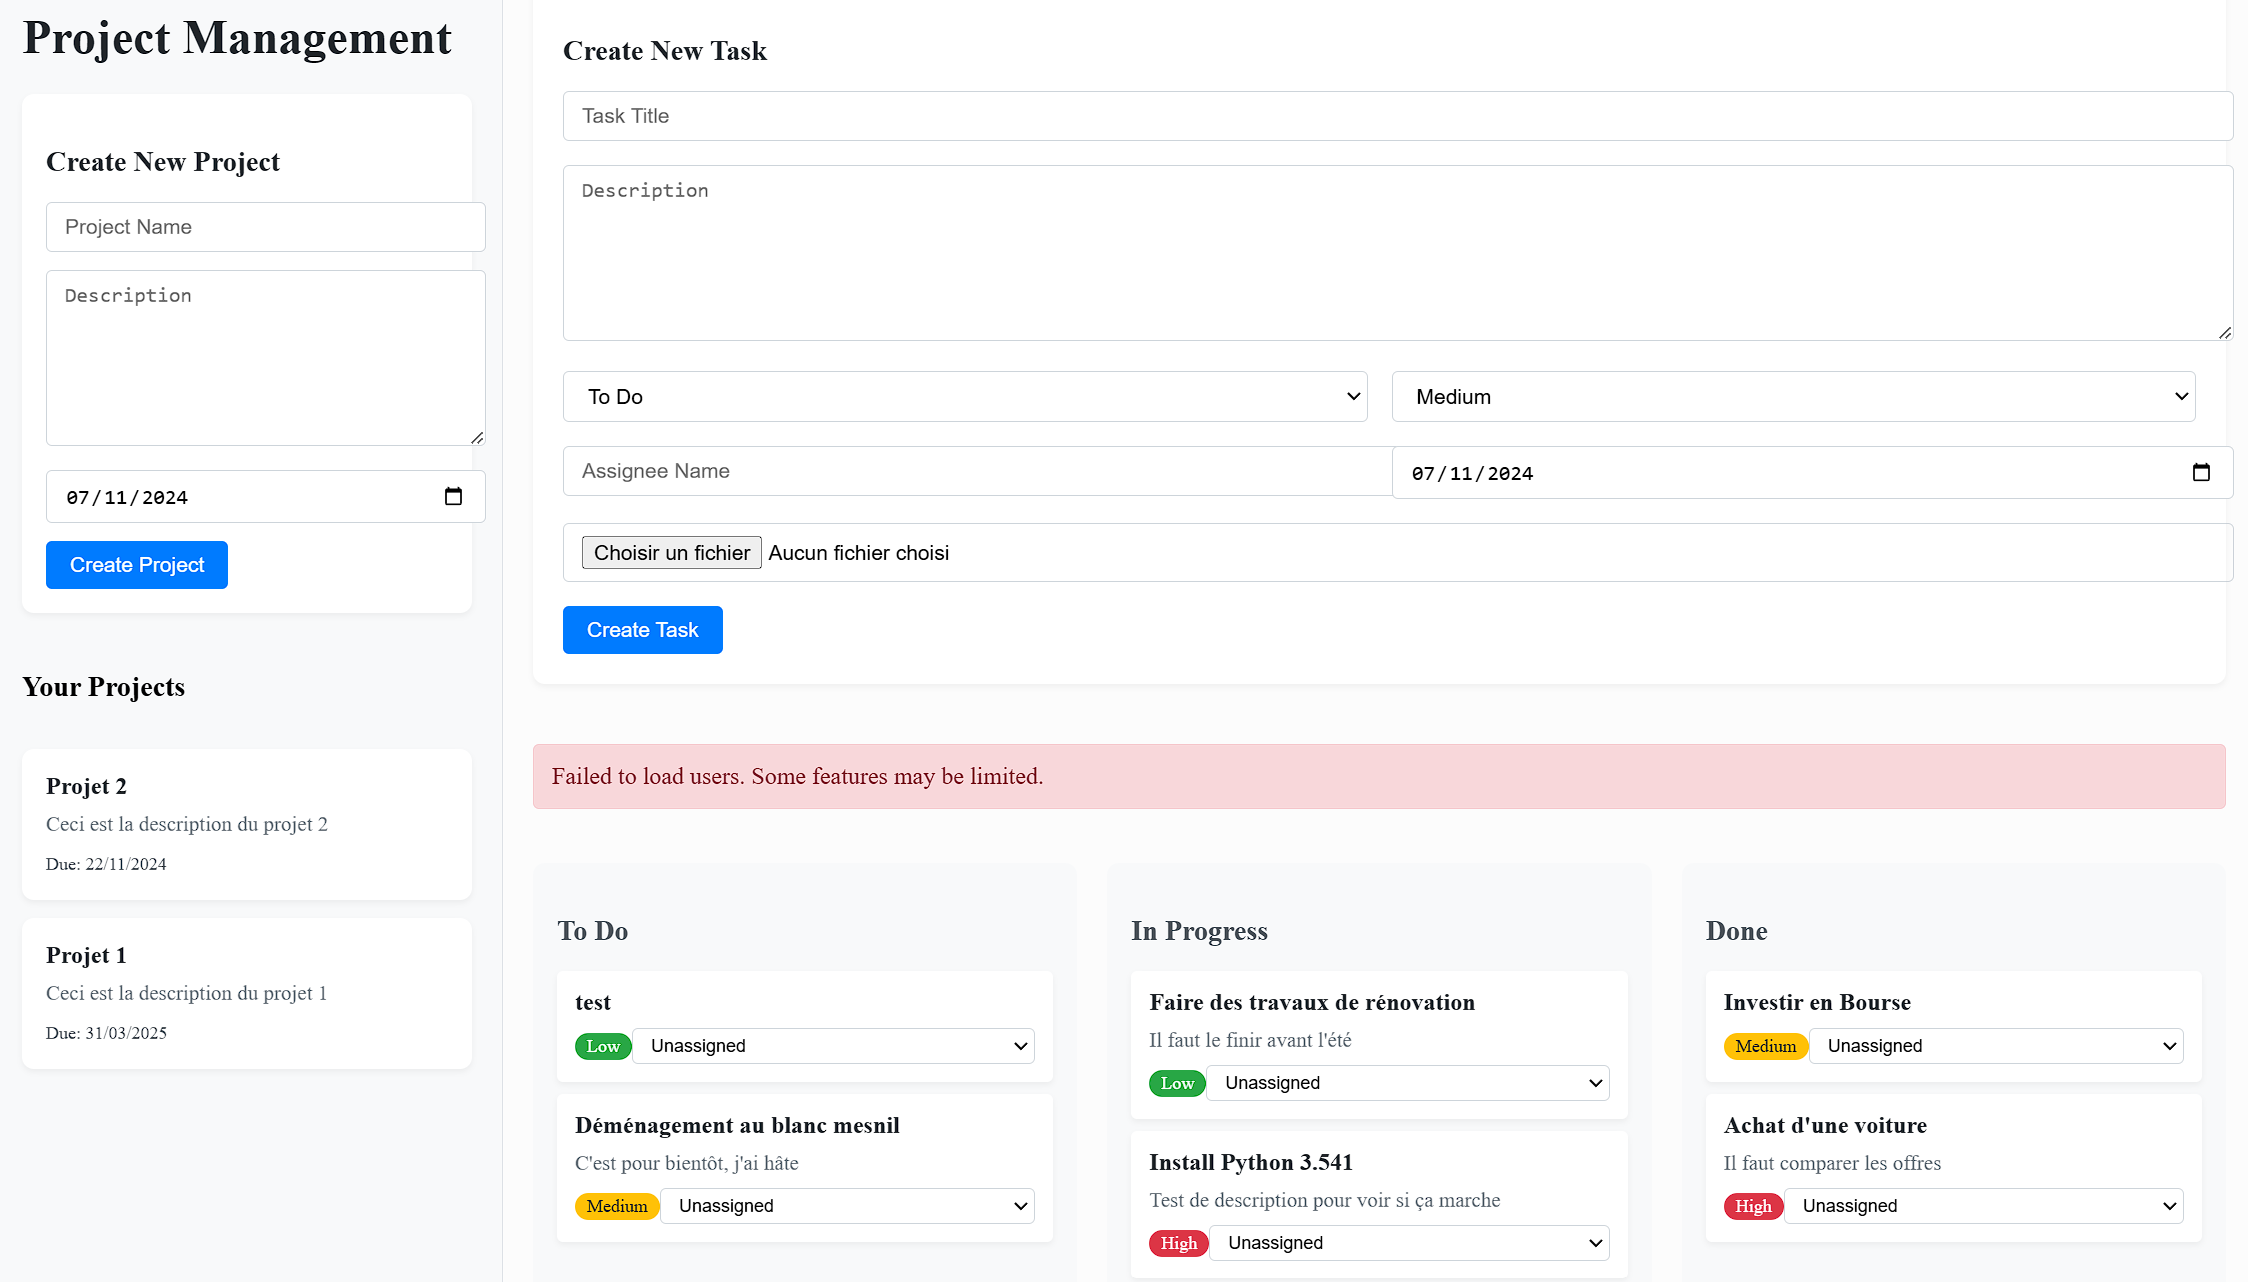 Project Management
Create New Project
Project Name
Description
07/11/2024
Create Project
Your Projects
Projet 2
Ceci est la description du projet 2
Due: 22/11/2024
Projet 1
Ceci est la description du projet 1
Due: 31/03/2025
Create New Task
Task Title
Description
To Do
Medium
Assignee Name
07/11/2024
Choisir un fichier Aucun fichier choisi
Create Task
Failed to load users. Some features may be limited.
To Do
test
Low Unassigned
Déménagement au blanc mesnil
C'est pour bientôt, j'ai hâte
Medium Unassigned
In Progress
Faire des travaux de rénovation
Il faut le finir avant l'été
Low Unassigned
Install Python 3.541
Test de description pour voir si ça marche
High Unassigned
Done
Investir en Bourse
Medium Unassigned
Achat d'une voiture
Il faut comparer les offres
High Unassigned